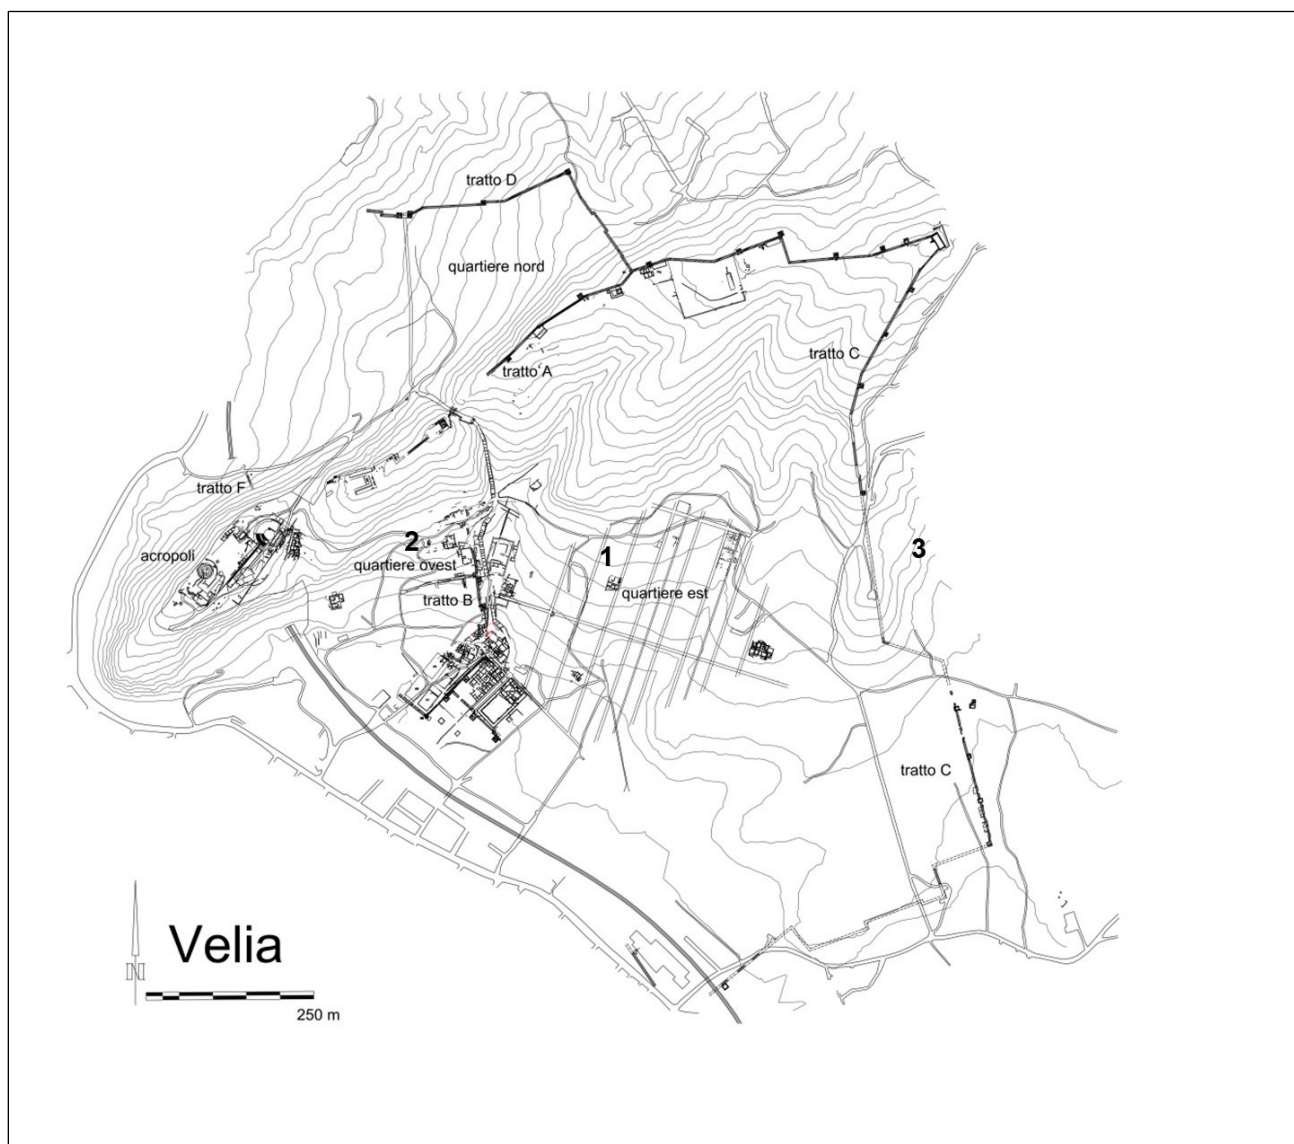 tratto D
quartiere nord
tratto A
tratto C
tratto F
acropoli
2
quartiere ovest
1
quartiere est
3
tratto B
tratto C
Velia
N
250 m